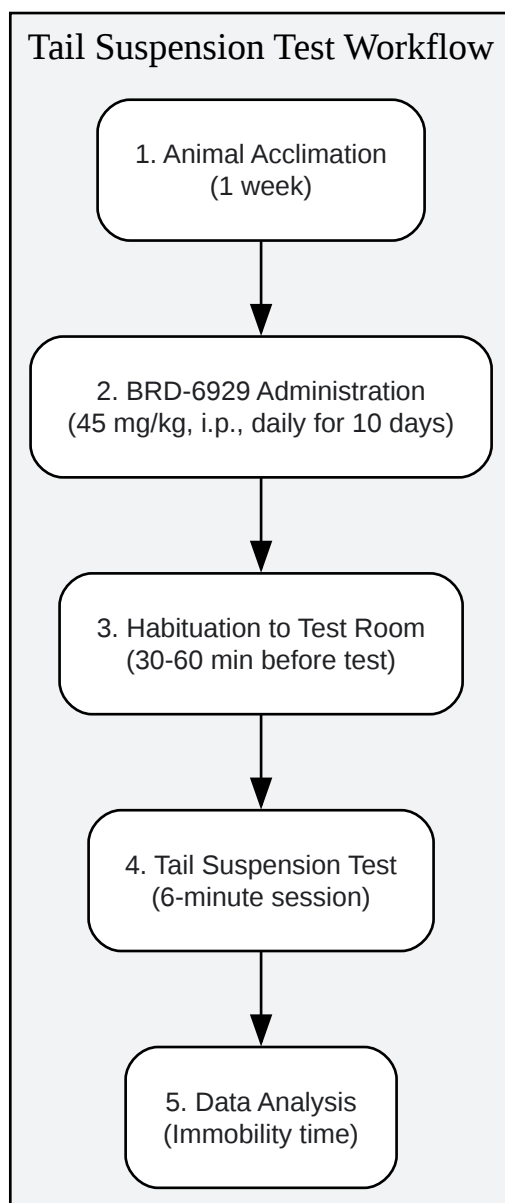 Tail Suspension Test Workflow
1. Animal Acclimation
(1 week)
2. BRD-6929 Administration
(45 mg/kg, i.p., daily for 10 days)
3. Habituation to Test Room
(30-60 min before test)
4. Tail Suspension Test
(6-minute session)
5. Data Analysis
(Immobility time)